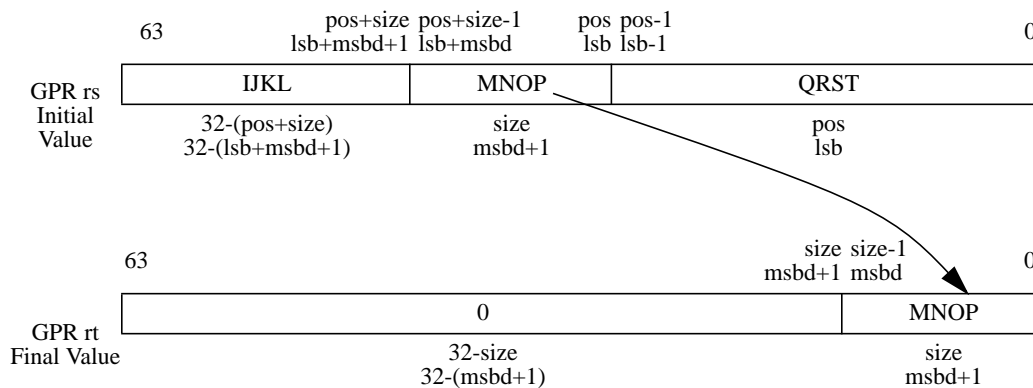 63 pos+size pos+size-1 pos pos-1 0
lsb+msbd+1 lsb+msbd lsb lsb-1
GPR rs
Initial
Value
IJKL MNOP QRST
32-(pos+size) size pos
32-(lsb+msbd+1) msbd+1 lsb
63 size size-1 0
msbd+1 msbd
GPR rt
Final Value
0 MNOP
32-size size
32-(msbd+1) msbd+1